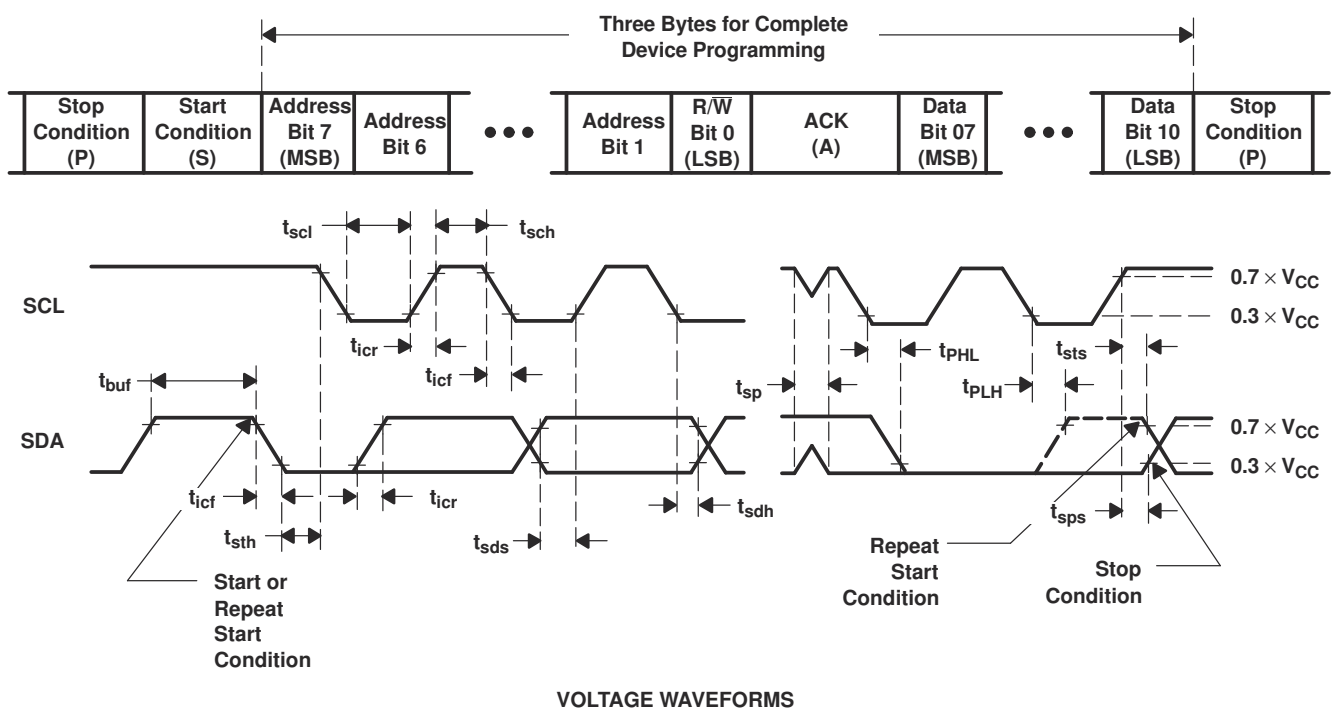 Three Bytes for Complete
Device Programming
Stop
Condition
(P)
Start
Condition
(S)
Address
Bit 7
(MSB)
Address
Bit 6
•••
Address
Bit 1
R/W̅
Bit 0
(LSB)
ACK
(A)
Data
Bit 07
(MSB)
•••
Data
Bit 10
(LSB)
Stop
Condition
(P)
tscl
tsch
0.7 × VCC
SCL
0.3 × VCC
ticr
tPHL
tsts
tbuf
ticf
tsp
tPLH
SDA
0.7 × VCC
0.3 × VCC
ticf
ticr
tsdh
tsps
tsth
tsds
Start or
Repeat
Start
Condition
Repeat
Start
Condition
Stop
Condition
VOLTAGE WAVEFORMS